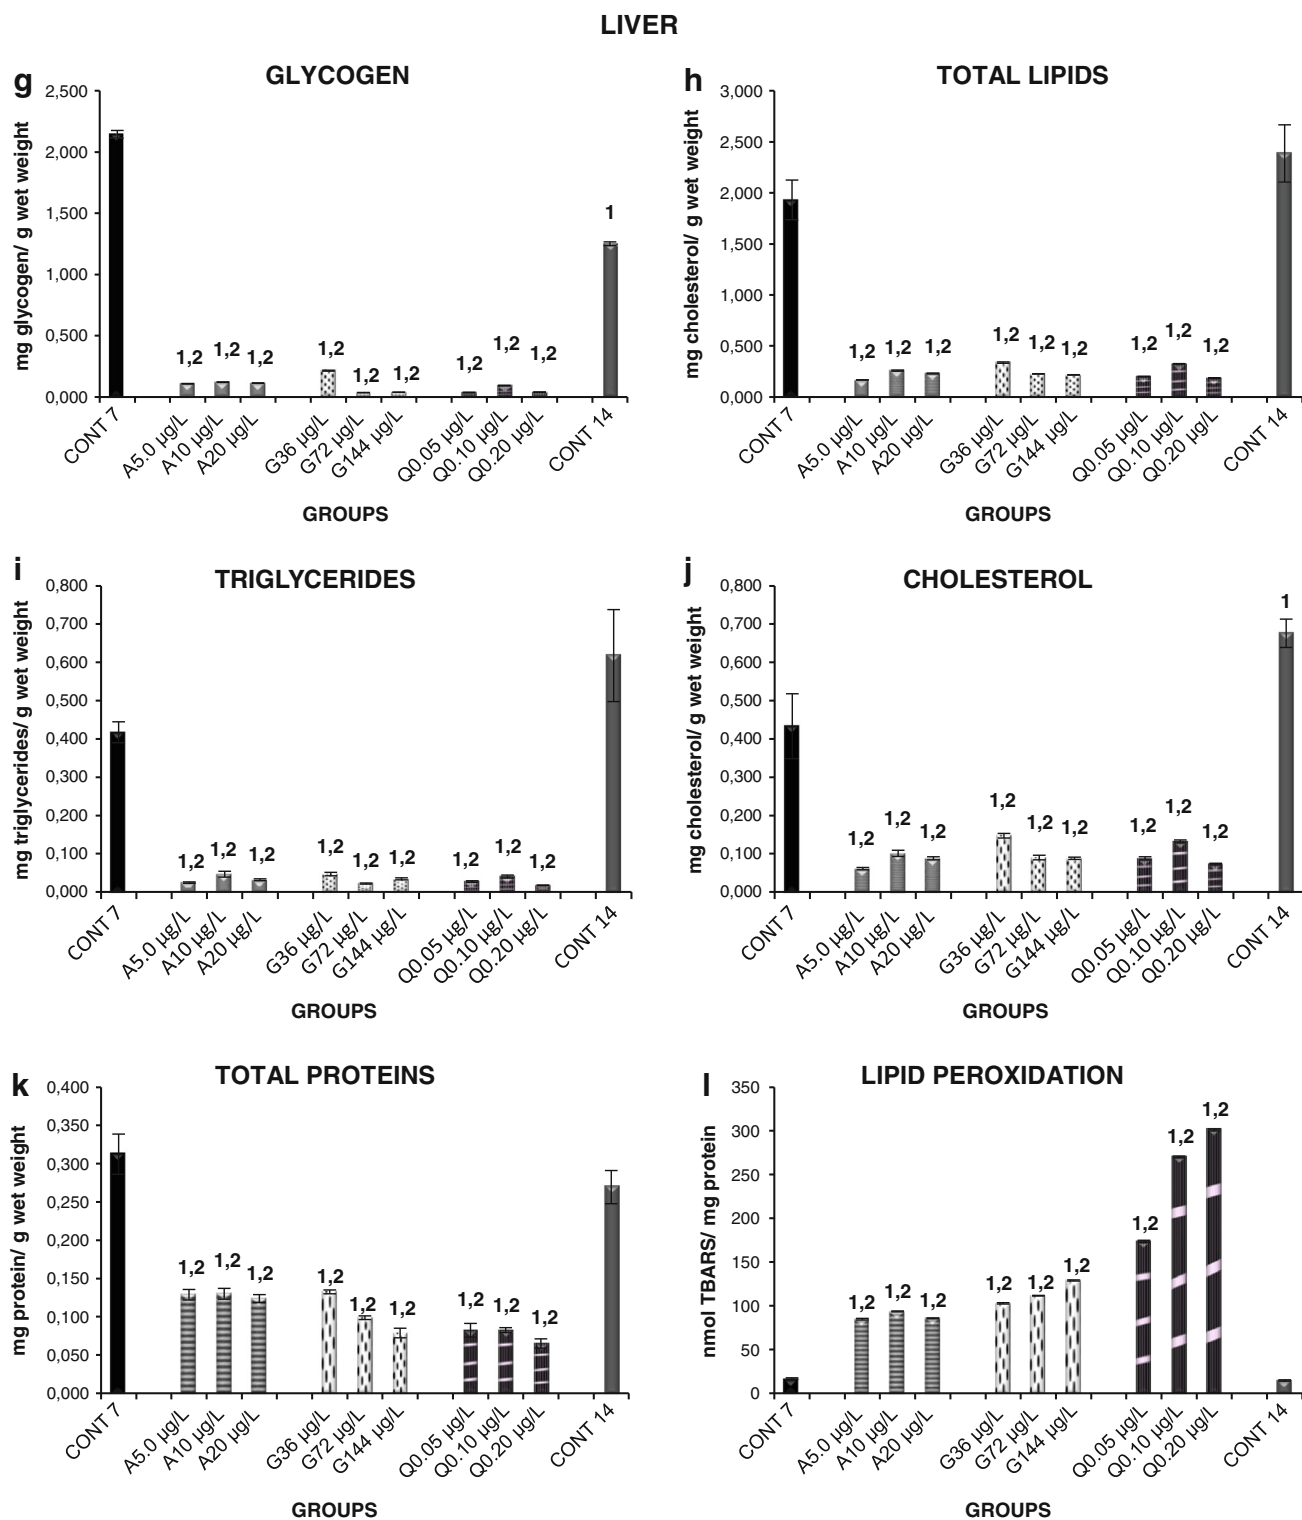 LIVER
g
GLYCOGEN
mg glycogen/ g wet weight
2,500
2,000
1,500
1,000
0,500
0,000
1,2 1,2 1,2 1,2 1,2 1,2 1,2 1,2 1,2 1
CONT 7 A5.0 µg/L A10 µg/L A20 µg/L G36 µg/L G72 µg/L G144 µg/L Q0.05 µg/L Q0.10 µg/L Q0.20 µg/L CONT 14
GROUPS
h
TOTAL LIPIDS
mg cholesterol/ g wet weight
3,000
2,500
2,000
1,500
1,000
0,500
0,000
1,2 1,2 1,2 1,2 1,2 1,2 1,2 1,2 1,2
CONT 7 A5.0 µg/L A10 µg/L A20 µg/L G36 µg/L G72 µg/L G144 µg/L Q0.05 µg/L Q0.10 µg/L Q0.20 µg/L CONT 14
GROUPS
i
TRIGLYCERIDES
mg triglycerides/ g wet weight
0,800
0,700
0,600
0,500
0,400
0,300
0,200
0,100
0,000
1,2 1,2 1,2 1,2 1,2 1,2 1,2 1,2 1,2
CONT 7 A5.0 µg/L A10 µg/L A20 µg/L G36 µg/L G72 µg/L G144 µg/L Q0.05 µg/L Q0.10 µg/L Q0.20 µg/L CONT 14
GROUPS
j
CHOLESTEROL
mg cholesterol/ g wet weight
0,800
0,700
0,600
0,500
0,400
0,300
0,200
0,100
0,000
1,2 1,2 1,2 1,2 1,2 1,2 1,2 1,2 1,2 1
CONT 7 A5.0 µg/L A10 µg/L A20 µg/L G36 µg/L G72 µg/L G144 µg/L Q0.05 µg/L Q0.10 µg/L Q0.20 µg/L CONT 14
GROUPS
k
TOTAL PROTEINS
mg protein/ g wet weight
0,400
0,350
0,300
0,250
0,200
0,150
0,100
0,050
0,000
1,2 1,2 1,2 1,2 1,2 1,2 1,2 1,2 1,2
CONT 7 A5.0 µg/L A10 µg/L A20 µg/L G36 µg/L G72 µg/L G144 µg/L Q0.05 µg/L Q0.10 µg/L Q0.20 µg/L CONT 14
GROUPS
l
LIPID PEROXIDATION
nmol TBARS/ mg protein
350
300
250
200
150
100
50
0
1,2 1,2 1,2 1,2 1,2 1,2 1,2 1,2 1,2
CONT 7 A5.0 µg/L A10 µg/L A20 µg/L G36 µg/L G72 µg/L G144 µg/L Q0.05 µg/L Q0.10 µg/L Q0.20 µg/L CONT 14
GROUPS